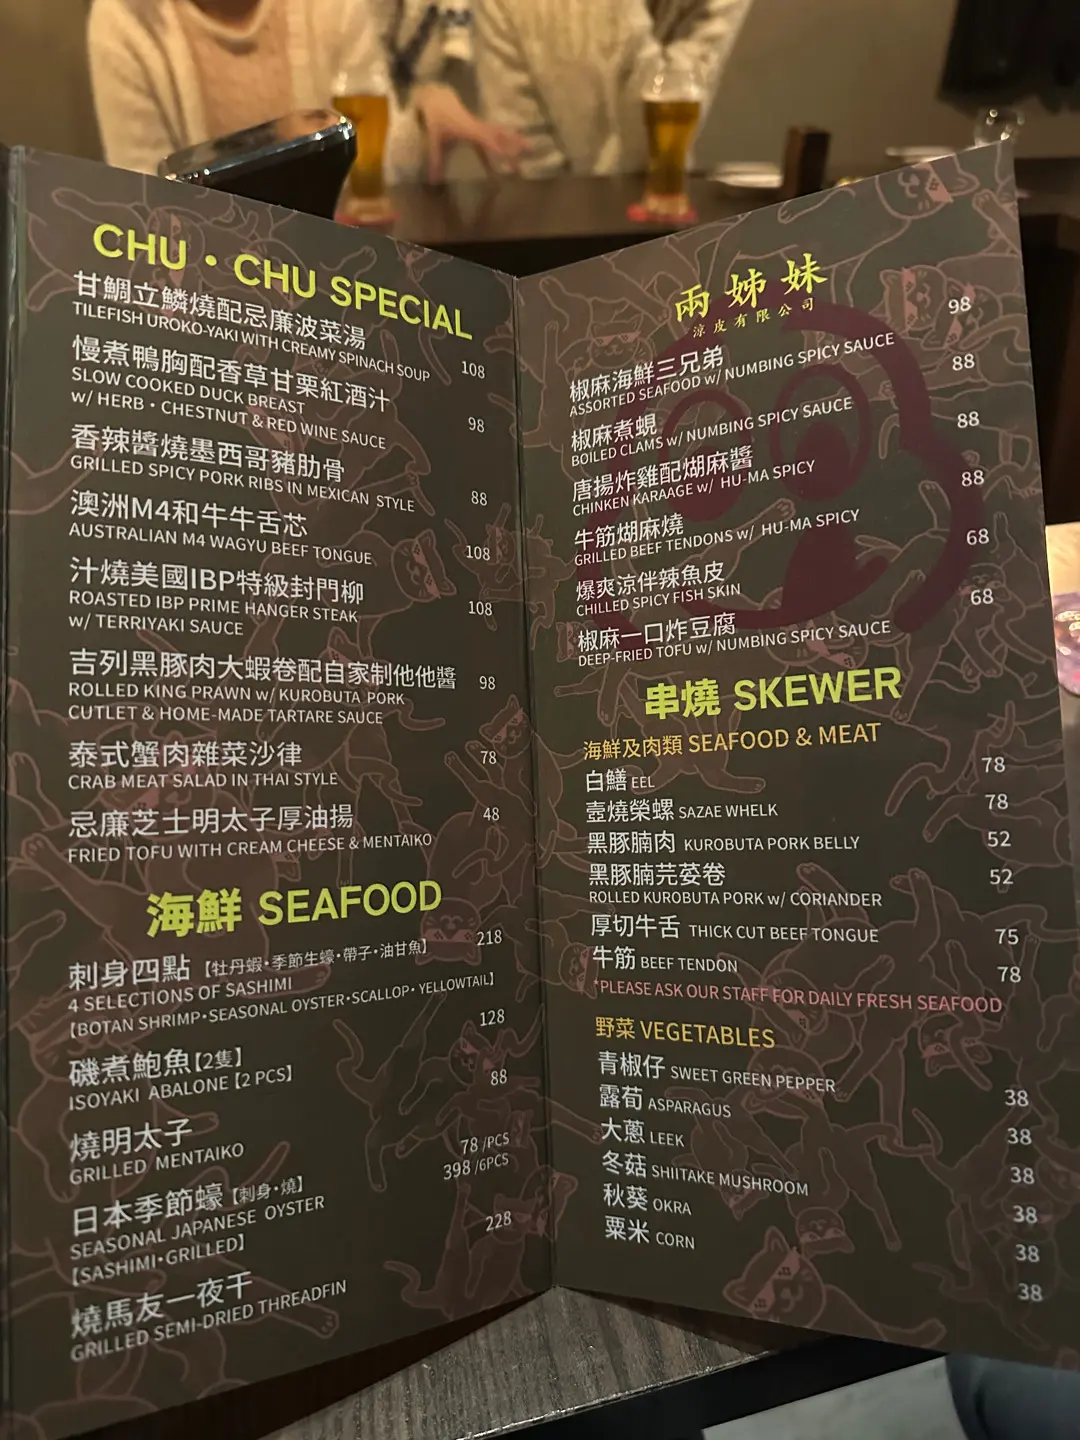 CHU・CHU SPECIAL
甘鯛立鱗燒配忌廉波菜湯
TILEFISH UROKO-YAKI WITH CREAMY SPINACH SOUP 108
慢煮鴨胸配香草甘栗紅酒汁
SLOW COOKED DUCK BREAST
w/ HERB・CHESTNUT & RED WINE SAUCE 98
香辣醬燒墨西哥豬肋骨
GRILLED SPICY PORK RIBS IN MEXICAN STYLE 88
澳洲M4和牛牛舌芯
AUSTRALIAN M4 WAGYU BEEF TONGUE 108
汁燒美國IBP特級封門柳
ROASTED IBP PRIME HANGER STEAK 108
w/ TERRIYAKI SAUCE
吉列黑豚肉大蝦卷配自家制他他醬 98
ROLLED KING PRAWN w/ KUROBUTA PORK
CUTLET & HOME-MADE TARTARE SAUCE
泰式蟹肉雜菜沙律 78
CRAB MEAT SALAD IN THAI STYLE
忌廉芝士明太子厚油揚 48
FRIED TOFU WITH CREAM CHEESE & MENTAIKO
海鮮 SEAFOOD
刺身四點【牡丹蝦・季節生蠔・帶子・油甘魚】 218
4 SELECTIONS OF SASHIMI
【BOTAN SHRIMP・SEASONAL OYSTER・SCALLOP・YELLOWTAIL】
磯煮鮑魚【2隻】 128
ISOYAKI ABALONE【2 PCS】
燒明太子 88
GRILLED MENTAIKO
日本季節蠔【刺身・燒】 78 /PCS
SEASONAL JAPANESE OYSTER 398 /6PCS
【SASHIMI・GRILLED】
燒馬友一夜干 228
GRILLED SEMI-DRIED THREADFIN
兩姊妹
涼皮有限公司
椒麻海鮮三兄弟 98
ASSORTED SEAFOOD w/ NUMBING SPICY SAUCE
椒麻煮蜆 88
BOILED CLAMS w/ NUMBING SPICY SAUCE
唐揚炸雞配煳麻醬 88
CHINKEN KARAAGE w/ HU-MA SPICY
牛筋煳麻燒 88
GRILLED BEEF TENDONS w/ HU-MA SPICY
爆爽涼伴辣魚皮 68
CHILLED SPICY FISH SKIN
椒麻一口炸豆腐 68
DEEP-FRIED TOFU w/ NUMBING SPICY SAUCE
串燒 SKEWER
海鮮及肉類 SEAFOOD & MEAT
白鱔 EEL 78
壼燒榮螺 SAZAE WHELK 78
黑豚腩肉 KUROBUTA PORK BELLY 52
黑豚腩芫荽卷 52
ROLLED KUROBUTA PORK w/ CORIANDER
厚切牛舌 THICK CUT BEEF TONGUE 75
牛筋 BEEF TENDON 78
*PLEASE ASK OUR STAFF FOR DAILY FRESH SEAFOOD
野菜 VEGETABLES
青椒仔 SWEET GREEN PEPPER 38
露荀 ASPARAGUS 38
大蔥 LEEK 38
冬菇 SHIITAKE MUSHROOM 38
秋葵 OKRA 38
粟米 CORN 38